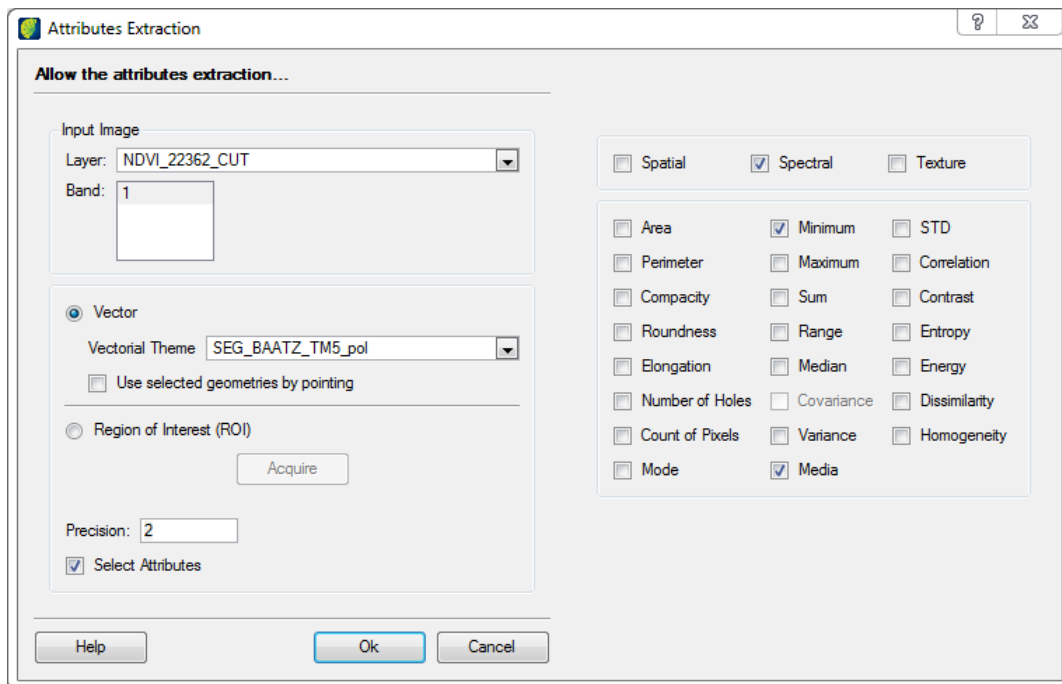 Attributes Extraction
Allow the attributes extraction...
Input Image
Layer: NDVI_22362_CUT
Band: 1
Vector
Vectorial Theme SEG_BAATZ_TM5_pol
Use selected geometries by pointing
Region of Interest (ROI)
Acquire
Precision: 2
Select Attributes
Help Ok Cancel
Spatial Spectral Texture
Area Minimum STD
Perimeter Maximum Correlation
Compacity Sum Contrast
Roundness Range Entropy
Elongation Median Energy
Number of Holes Covariance Dissimilarity
Count of Pixels Variance Homogeneity
Mode Media